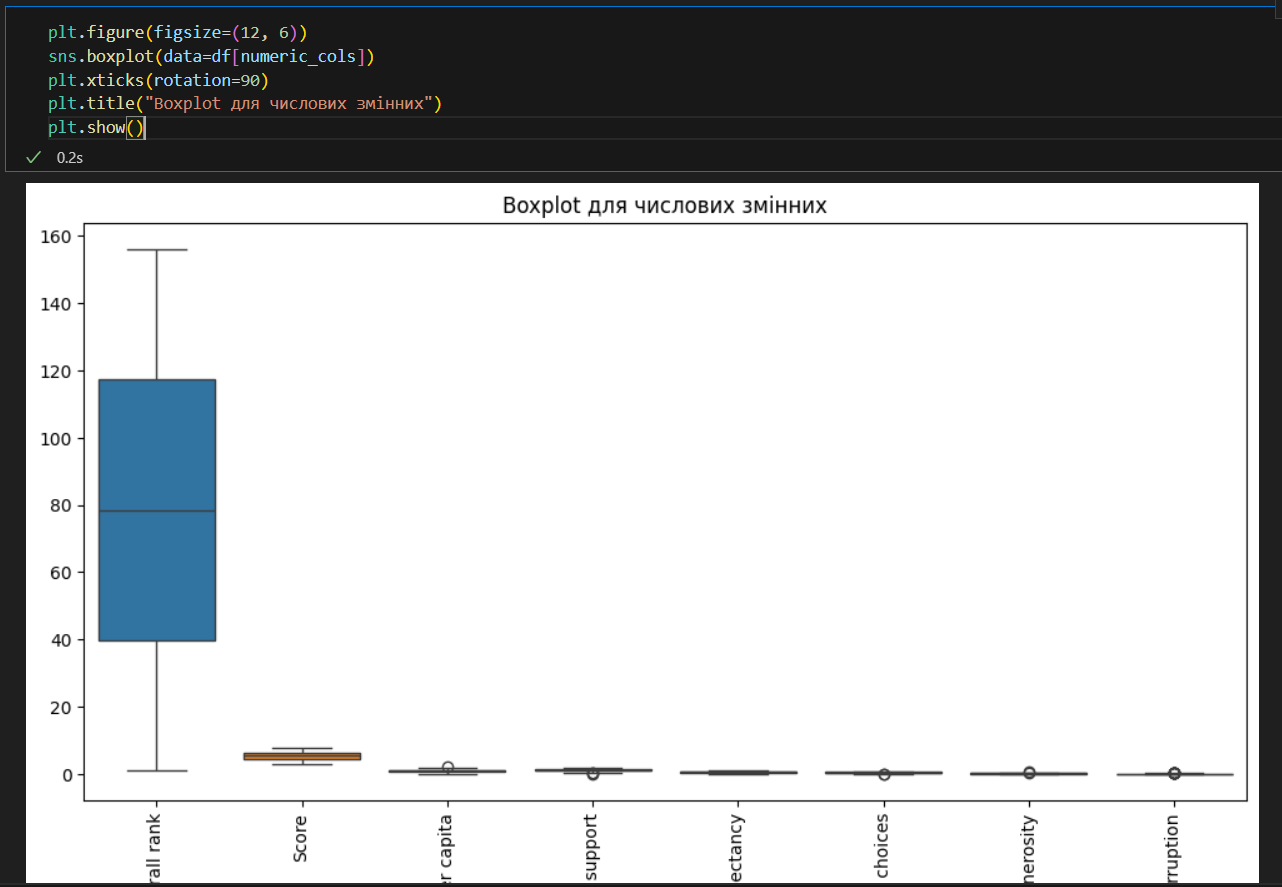 plt.figure(figsize=(12, 6))
sns.boxplot(data=df[numeric_cols])
plt.xticks(rotation=90)
plt.title("Boxplot для числових змінних")
plt.show()
0.2s
Boxplot для числових змінних
160
140
120
100
80
60
40
20
0
rall rank
Score
r capita
support
ectancy
choices
nerosity
rruption